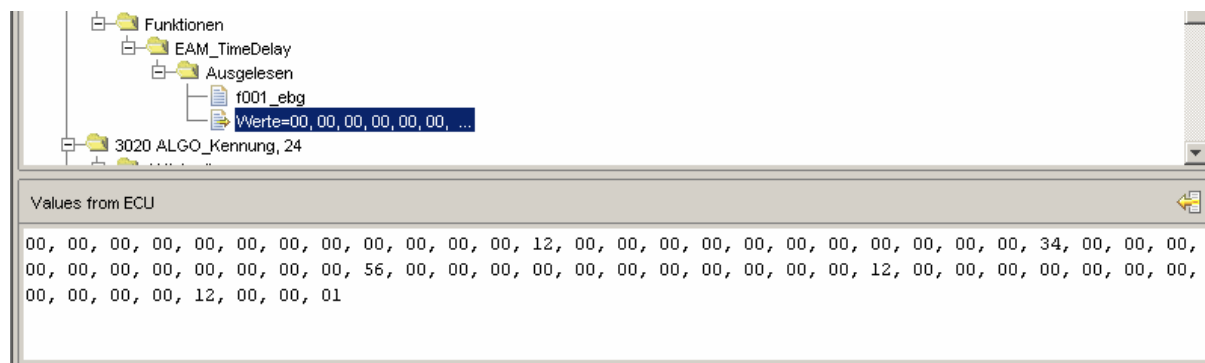 Funktionen
EAM_TimeDelay
Ausgelesen
f001_ebg
Werte=00, 00, 00, 00, 00, 00, ...
3020 ALGO_Kennung, 24
Values from ECU
00, 00, 00, 00, 00, 00, 00, 00, 00, 00, 00, 00, 12, 00, 00, 00, 00, 00, 00, 00, 00, 00, 00, 00, 34, 00, 00, 00,
00, 00, 00, 00, 00, 00, 00, 00, 56, 00, 00, 00, 00, 00, 00, 00, 00, 00, 00, 00, 12, 00, 00, 00, 00, 00, 00, 00,
00, 00, 00, 00, 12, 00, 00, 01